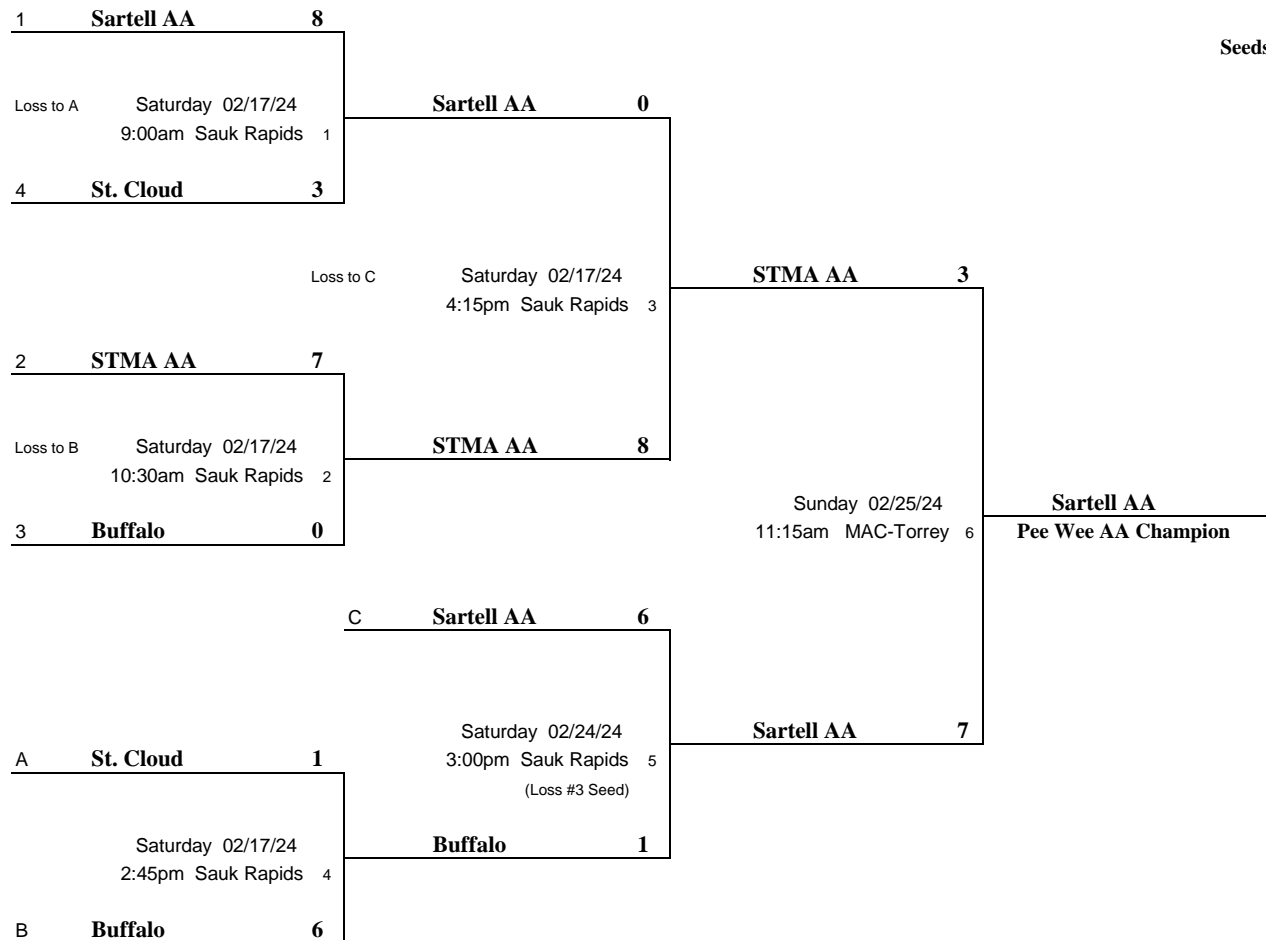 1 Sartell AA 8
Seeds
Loss to A Saturday 02/17/24 Sartell AA 0
9:00am Sauk Rapids 1
4 St. Cloud 3
Loss to C Saturday 02/17/24 STMA AA 3
4:15pm Sauk Rapids 3
2 STMA AA 7
Loss to B Saturday 02/17/24 STMA AA 8
10:30am Sauk Rapids 2
Sunday 02/25/24 Sartell AA
3 Buffalo 0 11:15am MAC-Torrey 6 Pee Wee AA Champion
C Sartell AA 6
Saturday 02/24/24 Sartell AA 7
A St. Cloud 1 3:00pm Sauk Rapids 5
(Loss #3 Seed)
Saturday 02/17/24 Buffalo 1
2:45pm Sauk Rapids 4
B Buffalo 6